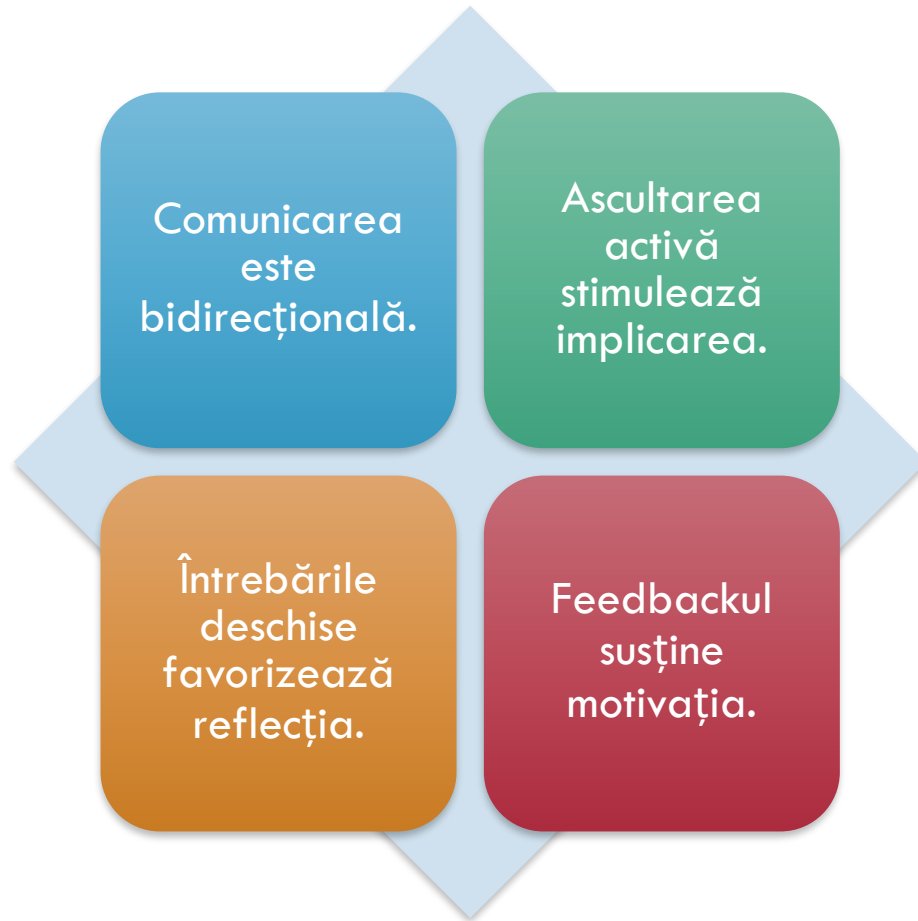 Comunicarea
este
bidirecțională.
Ascultarea
activă
stimulează
implicarea.
Întrebările
deschise
favorizează
reflecția.
Feedbackul
susține
motivația.